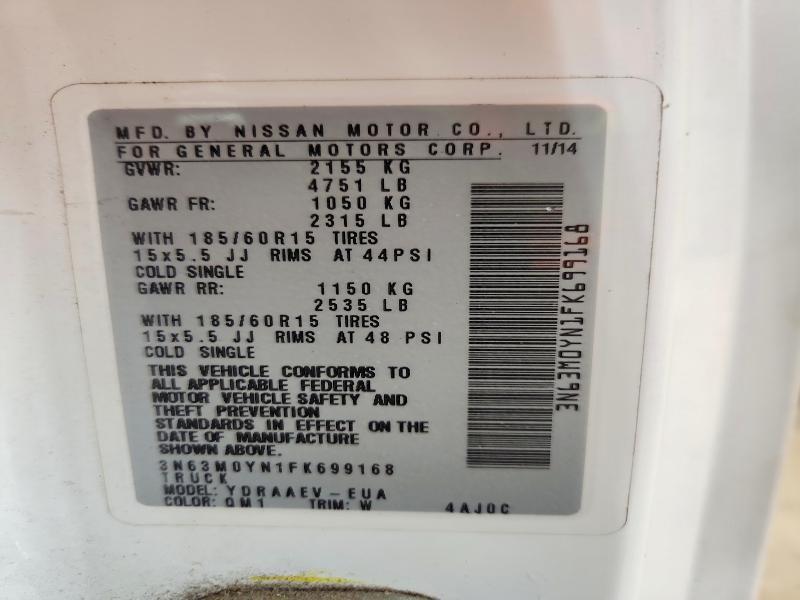 MFD. BY NISSAN MOTOR CO., LTD.
FOR GENERAL MOTORS CORP. 11/14
GVWR: 2155 KG
4751 LB
GAWR FR: 1050 KG
2315 LB
WITH 185/60R15 TIRES
15x5.5 JJ RIMS AT 44PSI
COLD SINGLE
GAWR RR: 1150 KG
2535 LB
WITH 185/60R15 TIRES
15x5.5 JJ RIMS AT 48 PSI
COLD SINGLE
THIS VEHICLE CONFORMS TO
ALL APPLICABLE FEDERAL
MOTOR VEHICLE SAFETY AND
THEFT PREVENTION
STANDARDS IN EFFECT ON THE
DATE OF MANUFACTURE
SHOWN ABOVE.
3N63M0YN1FK699168
TRUCK
MODEL: YDRAAEV-EUA
COLOR: QM1 TRIM: W 4AJ0C
3N63M0YN1FK699168